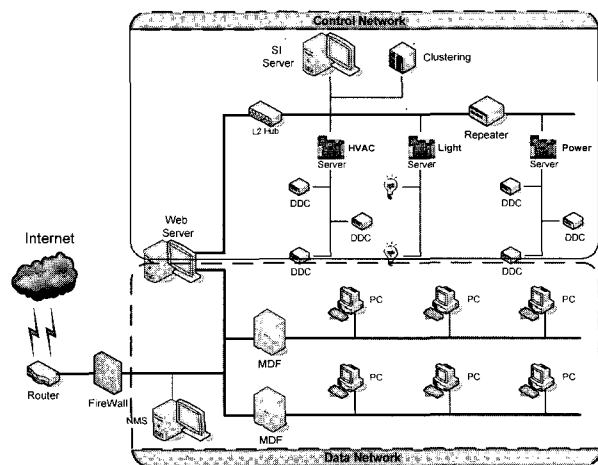 Control Network
SI
Server
Clustering
L2 Hub
Repeater
HVAC
Server
Light
Server
Power
Server
DDC
DDC
DDC
DDC
DDC
DDC
Web
Server
Internet
Router
FireWall
NMS
MDF
PC
PC
PC
MDF
PC
PC
PC
Data Network